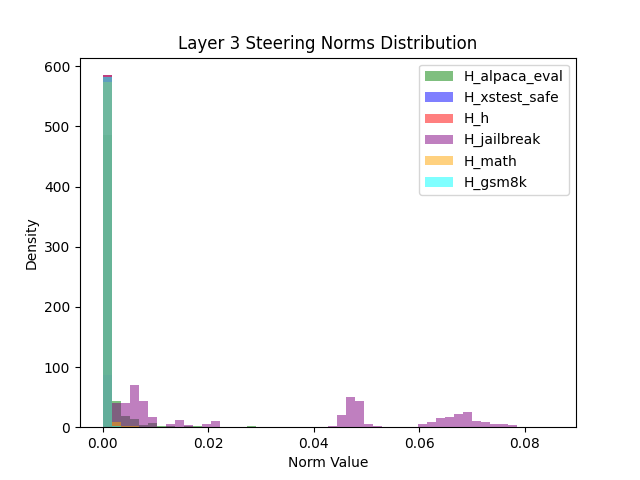 Layer 3 Steering Norms Distribution
600
500
400
300
200
100
0
Density
H_alpaca_eval
H_xstest_safe
H_h
H_jailbreak
H_math
H_gsm8k
0.00 0.02 0.04 0.06 0.08
Norm Value